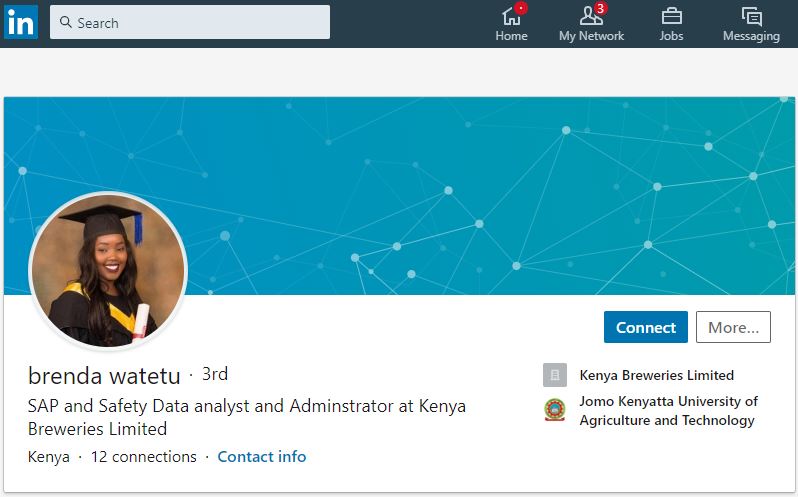 in
Search
Home
3
My Network
Jobs
Messaging
Connect
More...
brenda watetu · 3rd
SAP and Safety Data analyst and Adminstrator at Kenya
Breweries Limited
Kenya · 12 connections · Contact info
Kenya Breweries Limited
Jomo Kenyatta University of
Agriculture and Technology